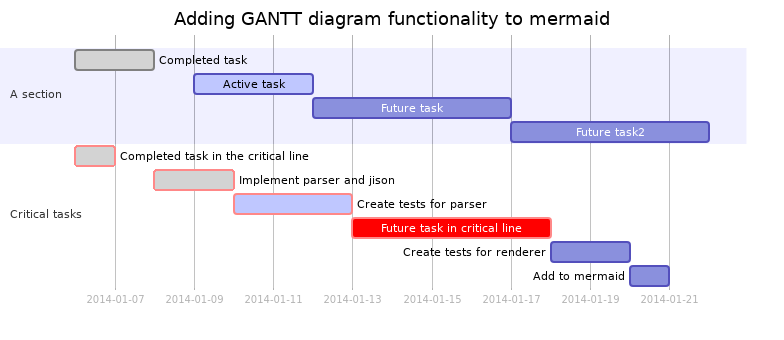 Adding GANTT diagram functionality to mermaid
Completed task
Active task
A section
Future task
Future task2
Completed task in the critical line
Implement parser and jison
Create tests for parser
Critical tasks
Future task in critical line
Create tests for renderer
Add to mermaid
2014-01-07 2014-01-09 2014-01-11 2014-01-13 2014-01-15 2014-01-17 2014-01-19 2014-01-21